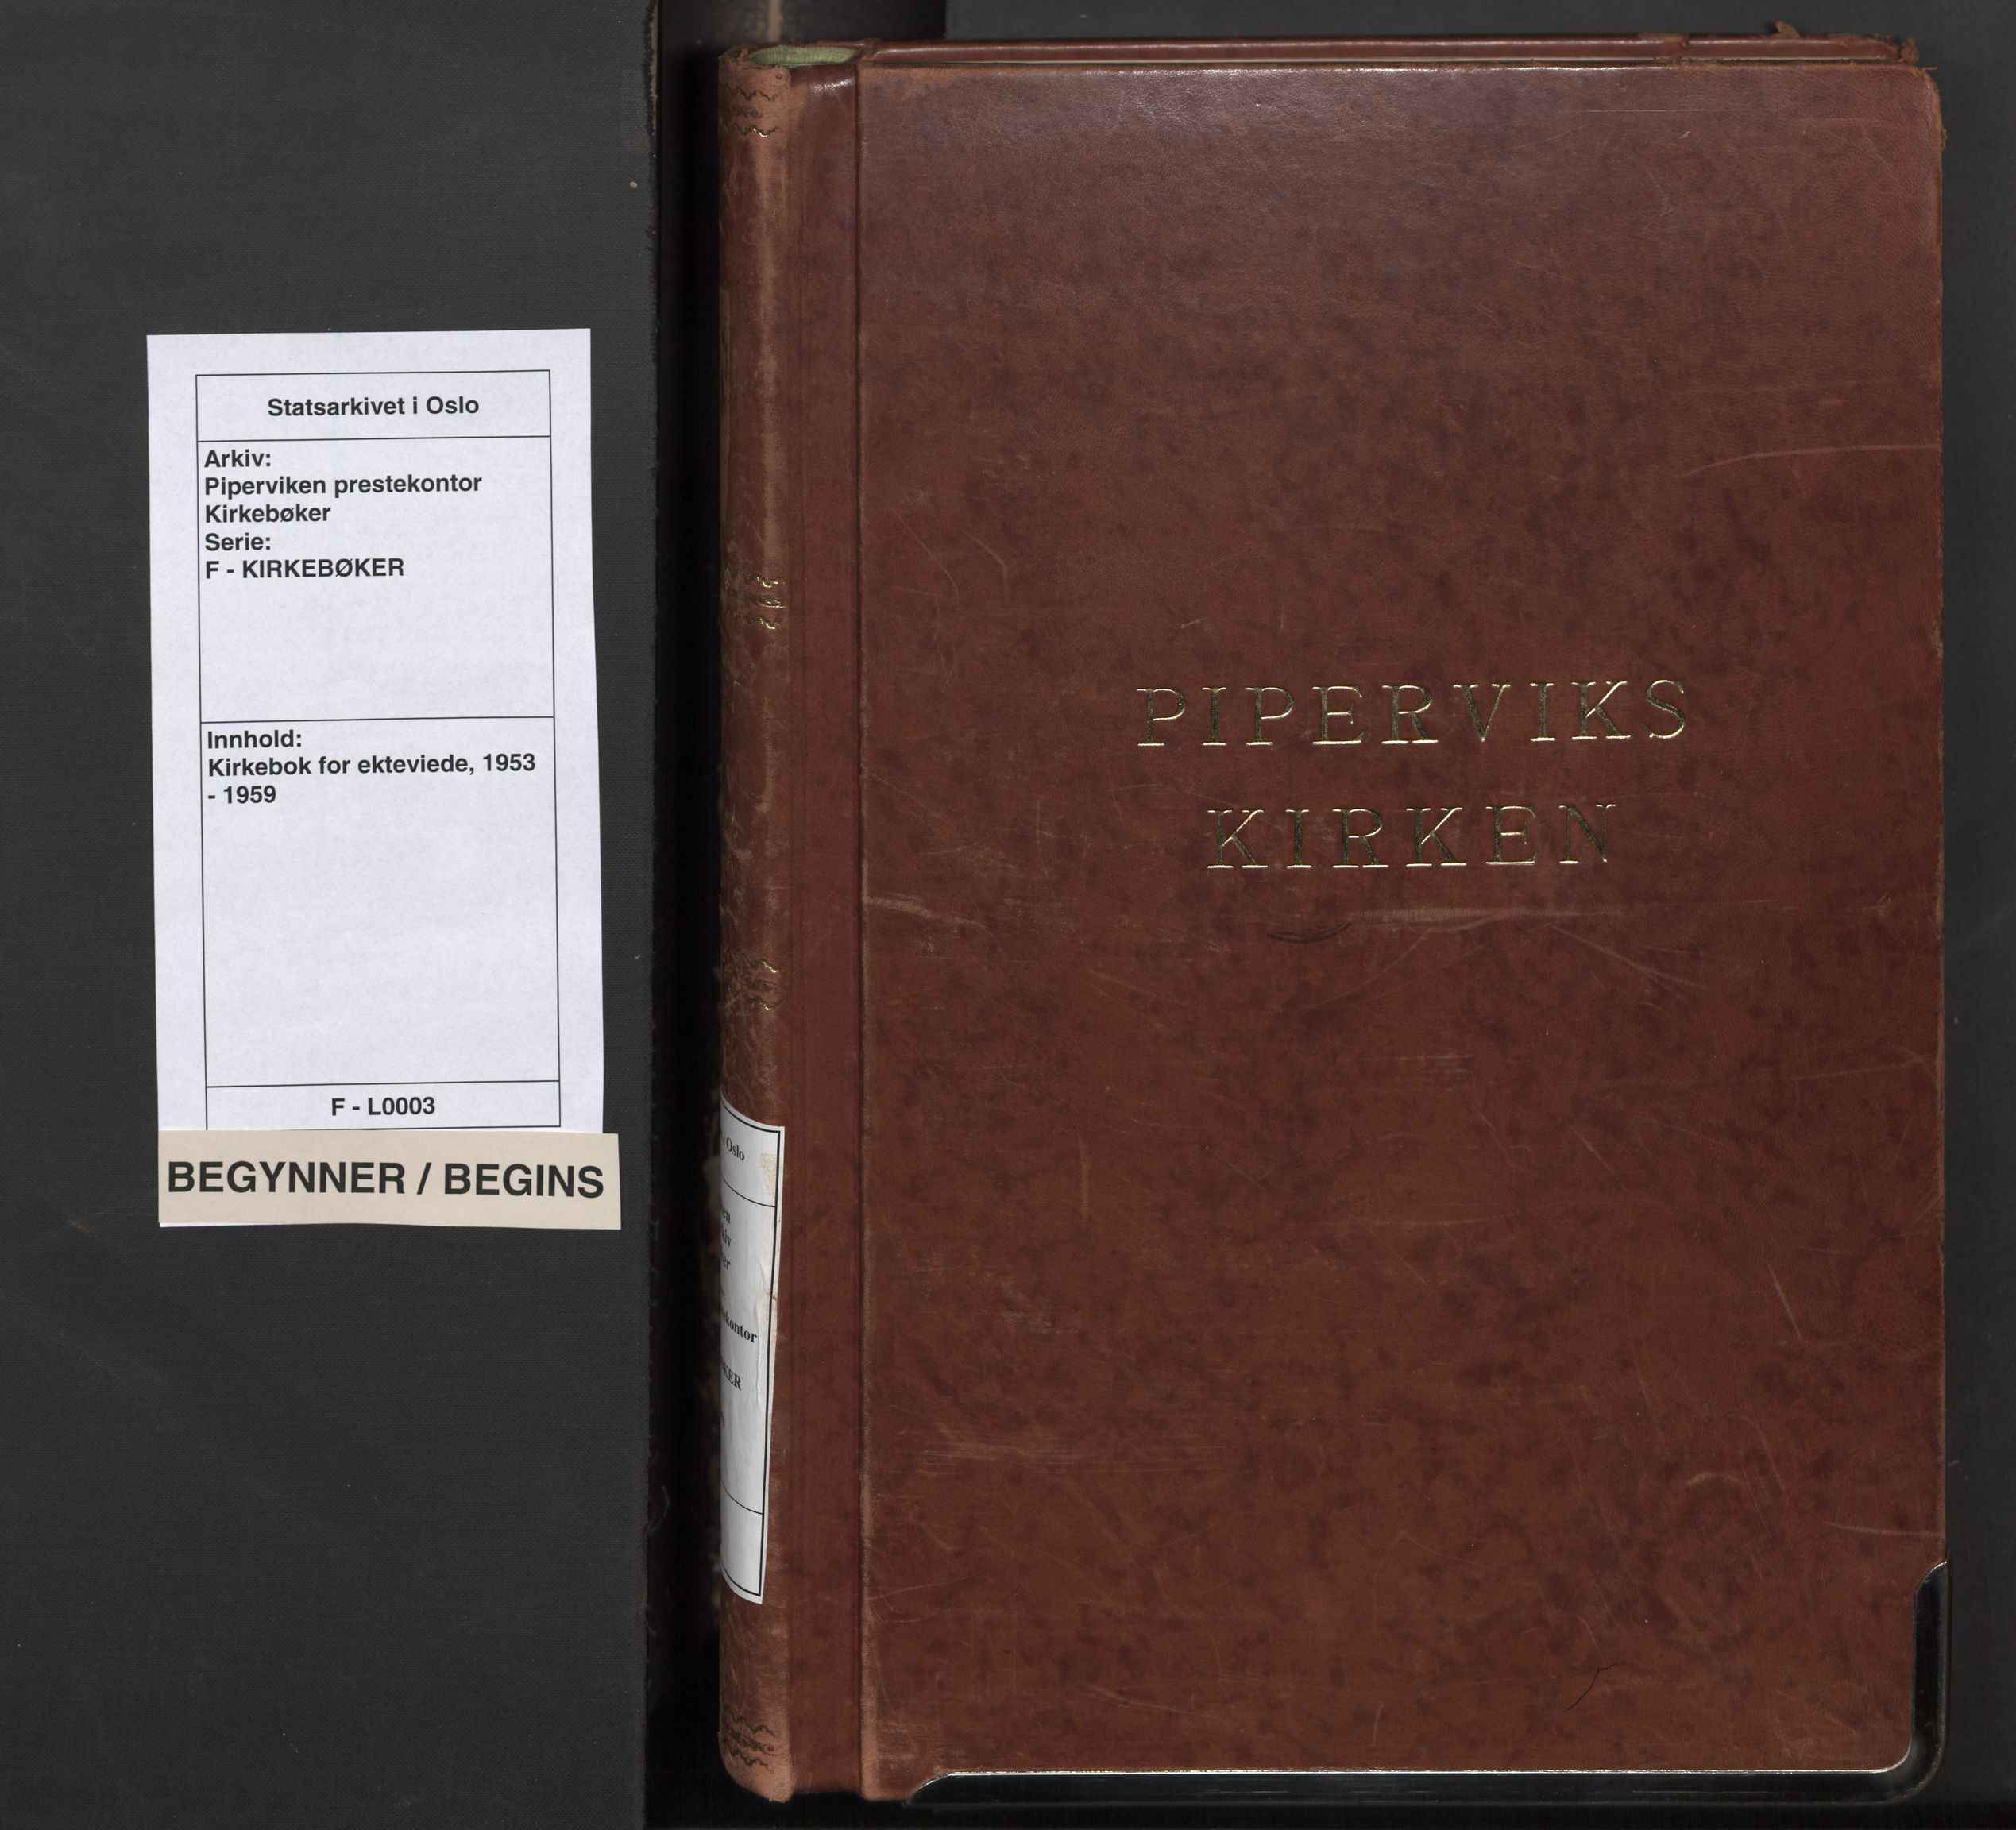 Statsarkivet i Oslo
Arkiv:
Piperviken prestekontor
Kirkebøker
Serie:
F - KIRKEBØKER
Innhold:
Kirkebok for ekteviede, 1953
- 1959
F - L0003
BEGYNNER / BEGINS
PIPERVIKS
KIRKEN
Oslo